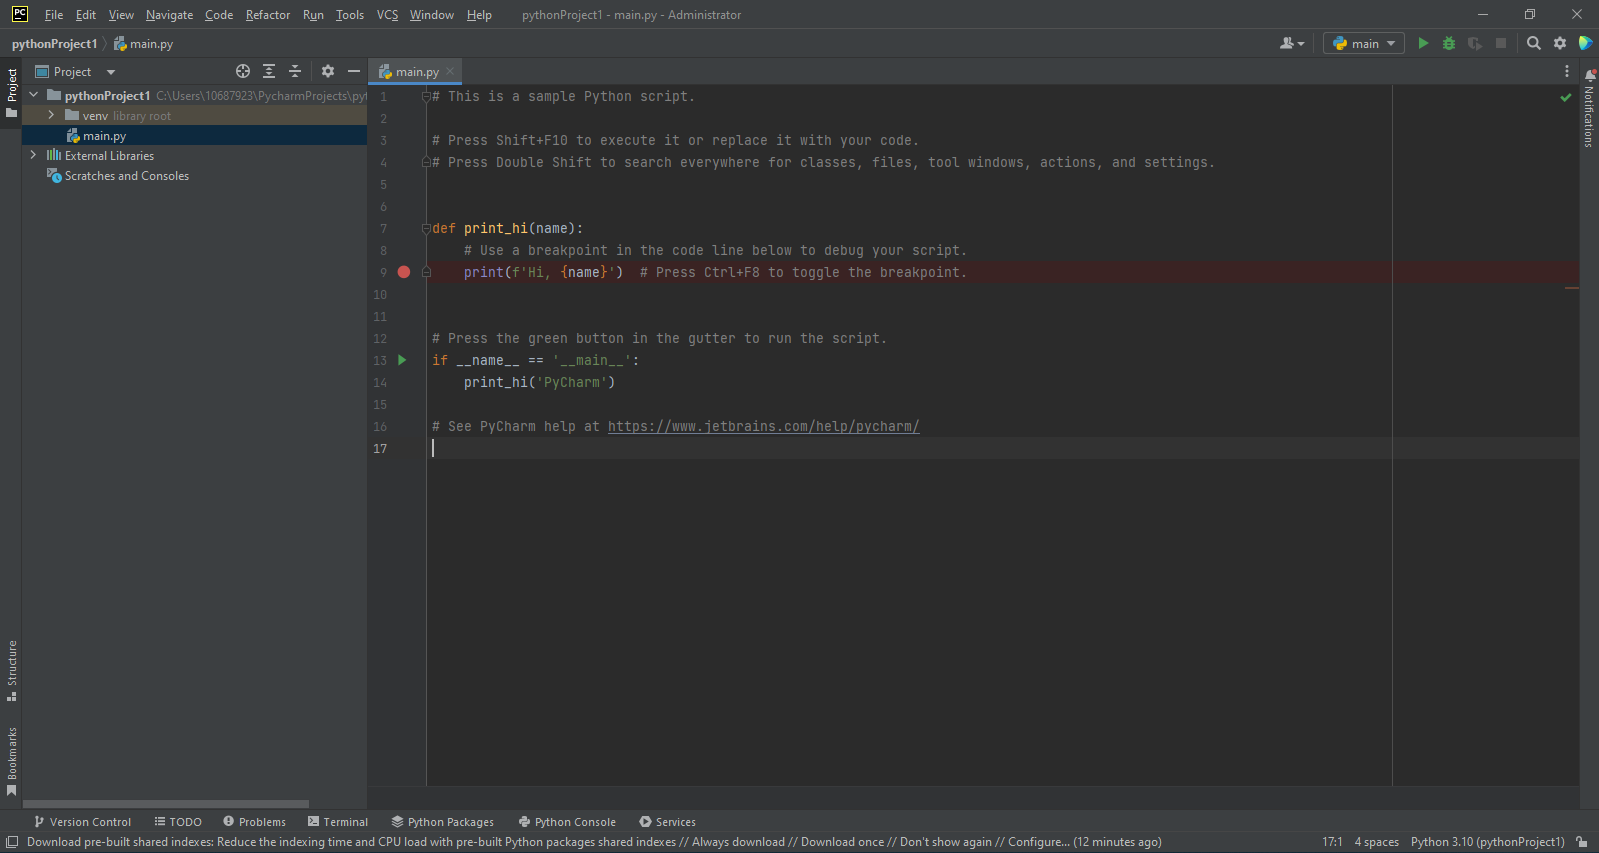 PC File Edit View Navigate Code Refactor Run Tools VCS Window Help pythonProject1 - main.py - Administrator
pythonProject1 main.py main
Project
Project
main.py
pythonProject1 C:\Users\10687923\PycharmProjects\pyt
venv library root
main.py
External Libraries
Scratches and Consoles
1 # This is a sample Python script.
2
3 # Press Shift+F10 to execute it or replace it with your code.
4 # Press Double Shift to search everywhere for classes, files, tool windows, actions, and settings.
5
6
7 def print_hi(name):
8 # Use a breakpoint in the code line below to debug your script.
9 print(f'Hi, {name}') # Press Ctrl+F8 to toggle the breakpoint.
10
11
12 # Press the green button in the gutter to run the script.
13 if __name__ == '__main__':
14 print_hi('PyCharm')
15
16 # See PyCharm help at https://www.jetbrains.com/help/pycharm/
17
Notifications
Structure
Bookmarks
Version Control TODO Problems Terminal Python Packages Python Console Services
Download pre-built shared indexes: Reduce the indexing time and CPU load with pre-built Python packages shared indexes // Always download // Download once // Don't show again // Configure... (12 minutes ago) 17:1 4 spaces Python 3.10 (pythonProject1)